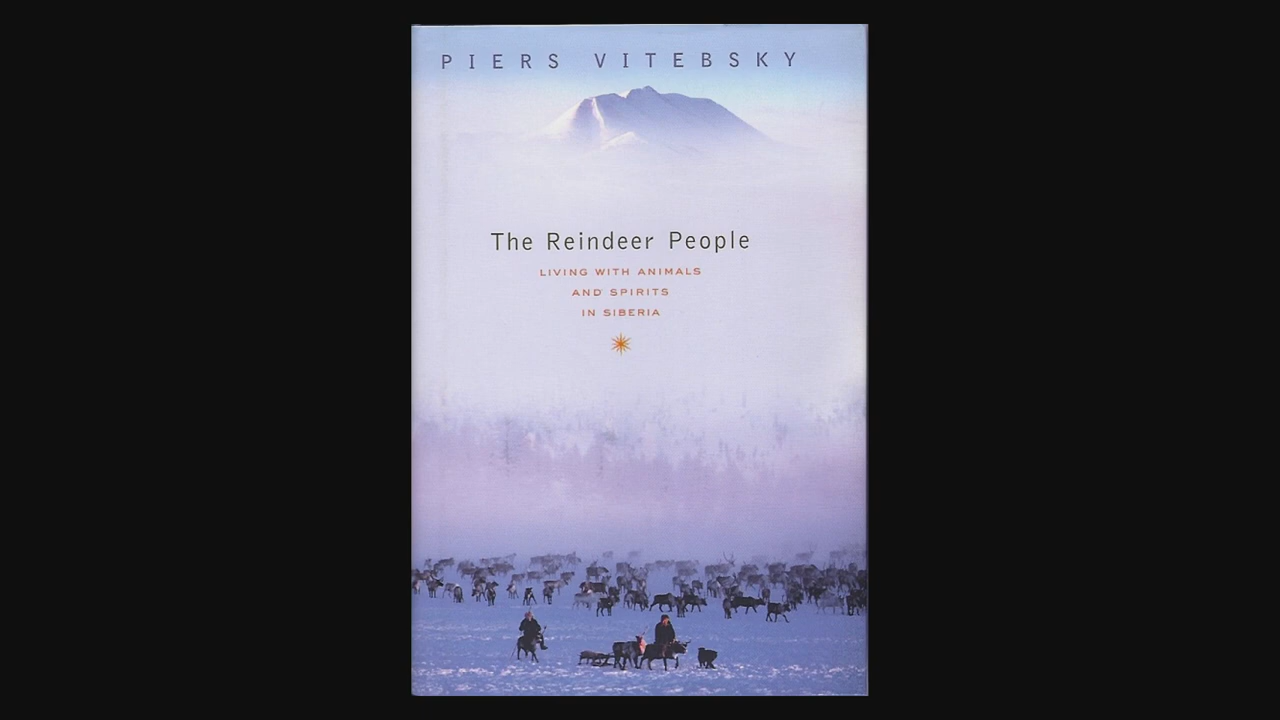 PIERS VITEBSKY
The Reindeer People
LIVING WITH ANIMALS
AND SPIRITS
IN SIBERIA